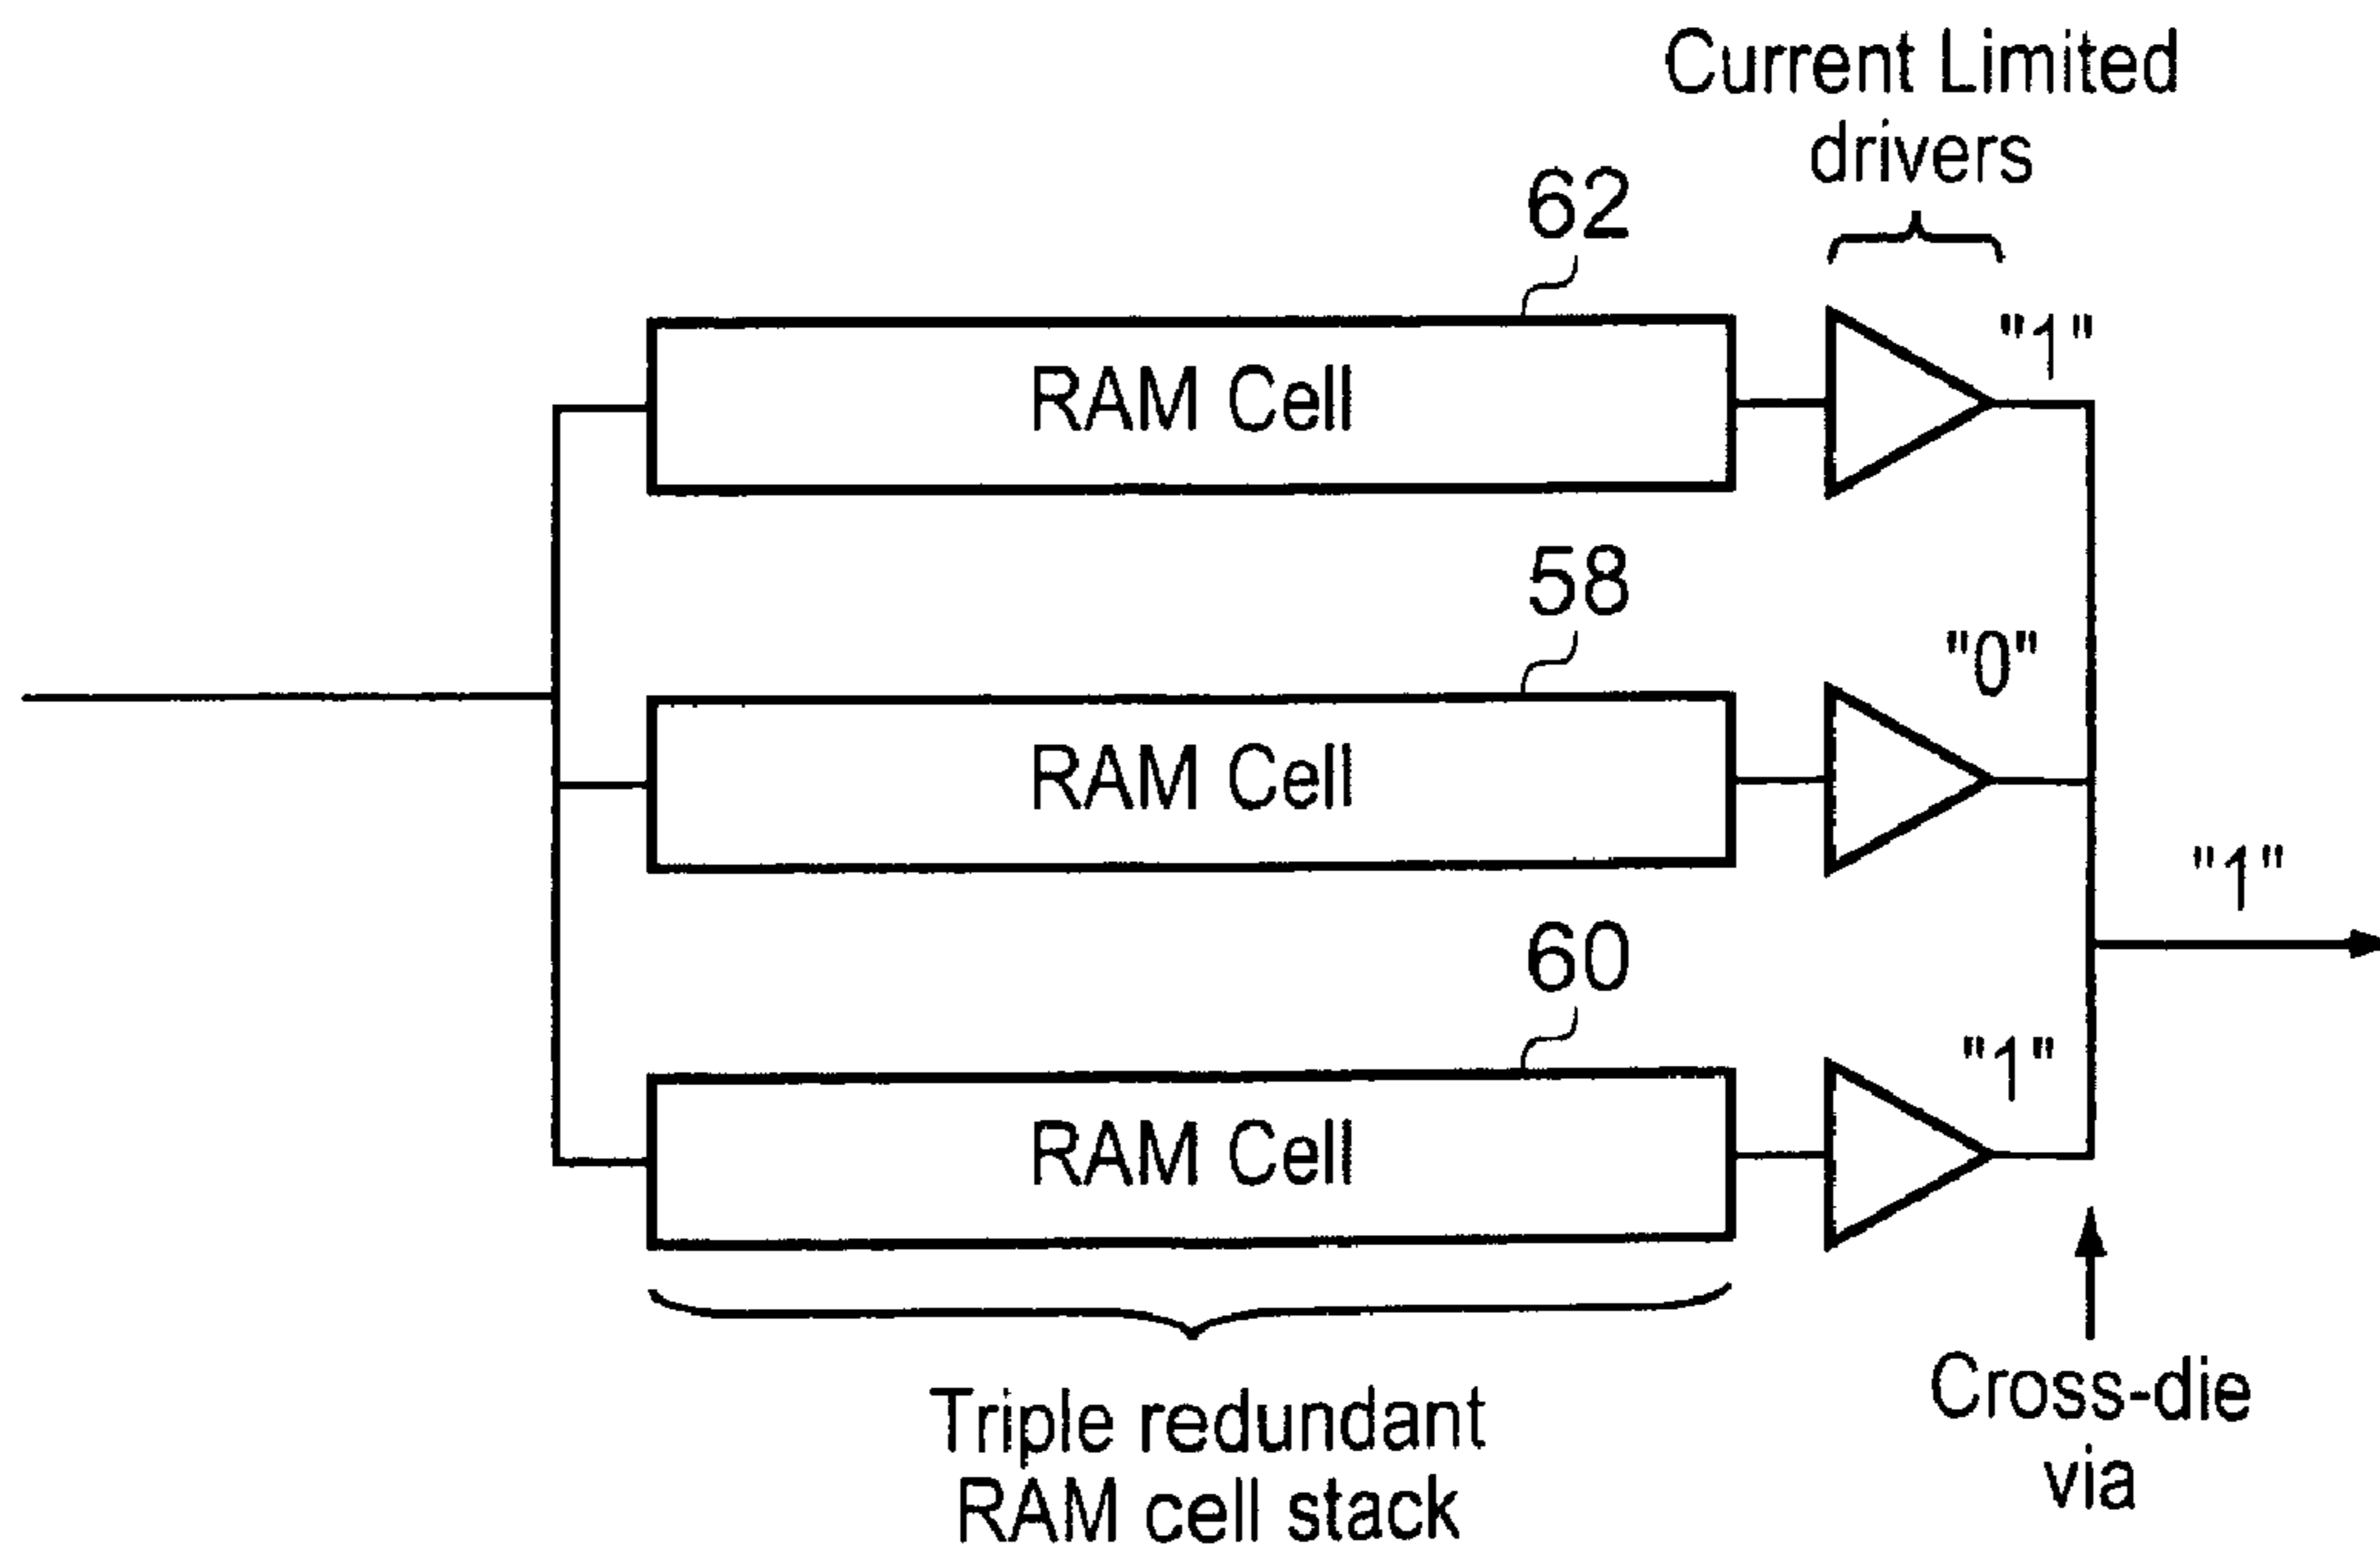 Current Limited
drivers
62
RAM Cell
"1"
58
RAM Cell
"0"
"1"
60
RAM Cell
"1"
Triple redundant
RAM cell stack
Cross-die
via